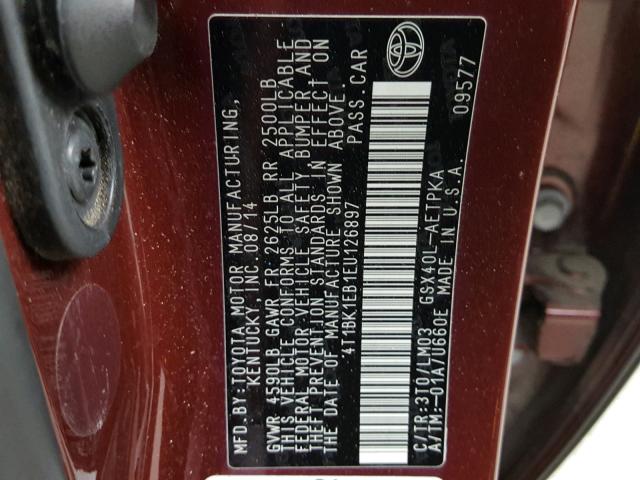 MFD. BY: TOYOTA MOTOR MANUFACTURING,
KENTUCKY, INC. 08/14
GVWR 4590LB GAWR FR 2625LB RR 2500LB
THIS VEHICLE CONFORMS TO ALL APPLICABLE
FEDERAL MOTOR VEHICLE SAFETY, BUMPER, AND
THEFT PREVENTION STANDARDS IN EFFECT ON
THE DATE OF MANUFACTURE SHOWN ABOVE.
4T1BK1EB1EU126897 PASS. CAR
C/TR: 3T0/LM03 GSX40L-AETPKA
A/TM: -01A/U660E MADE IN U.S.A.
09577